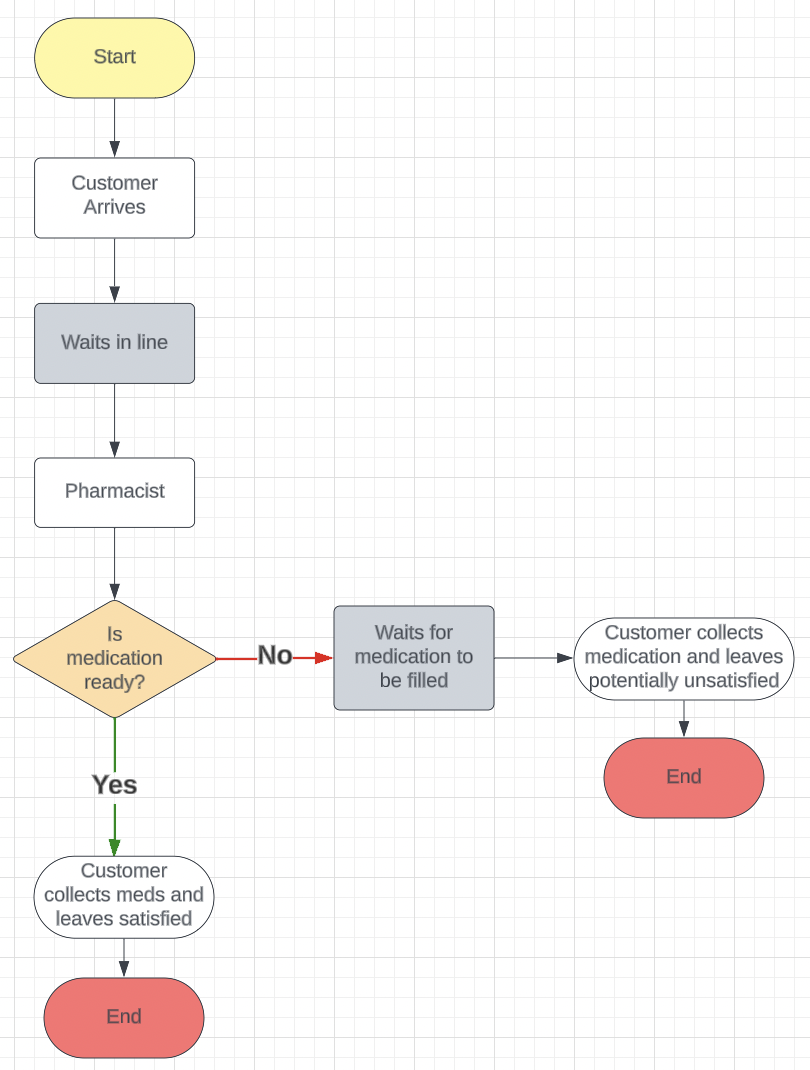 Start
Customer
Arrives
Waits in line
Pharmacist
Is
medication
ready?
No
Waits for
medication to
be filled
Customer collects
medication and leaves
potentially unsatisfied
End
Yes
Customer
collects meds and
leaves satisfied
End